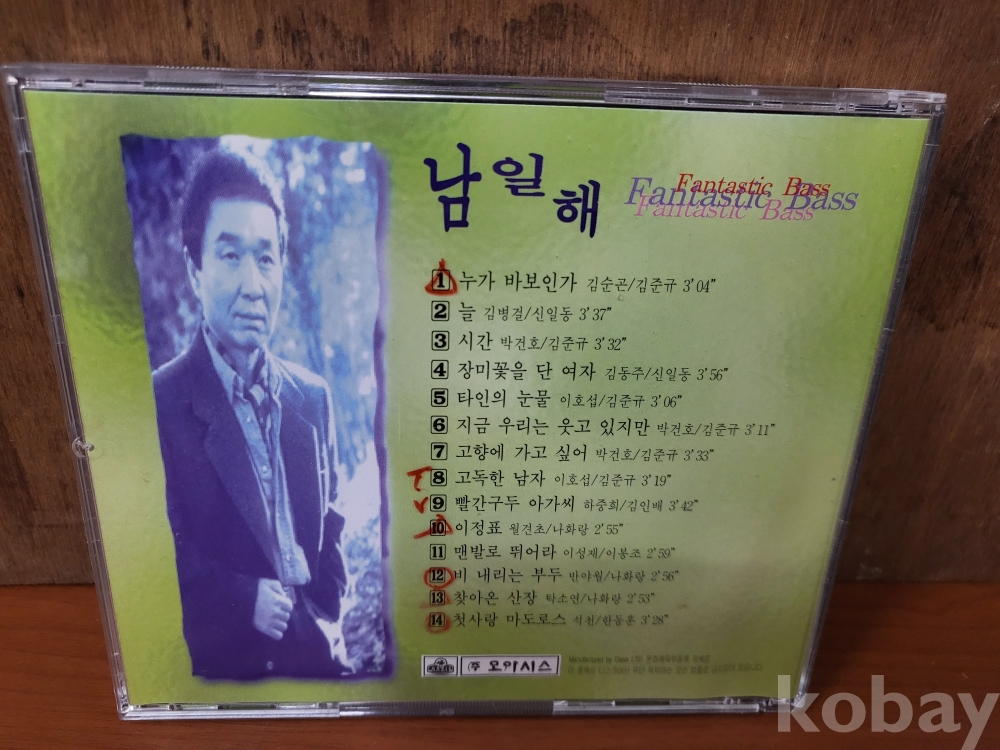 남일해
Fantastic Bass
Fantastic Bass
Fantastic Bass
1 누가 바보인가 김순곤/김준규 3'04"
2 늘 김병걸/신일동 3'37"
3 시간 박건호/김준규 3'32"
4 장미꽃을 단 여자 김동주/신일동 3'56"
5 타인의 눈물 이호섭/김준규 3'06"
6 지금 우리는 웃고 있지만 박건호/김준규 3'11"
7 고향에 가고 싶어 박건호/김준규 3'33"
8 고독한 남자 이호섭/김준규 3'19"
9 빨간구두 아가씨 하중희/김인배 3'42"
10 이정표 월견초/나화랑 2'55"
11 맨발로 뛰어라 이성재/이봉조 2'59"
12 비 내리는 부두 반야월/나화랑 2'56"
13 찾아온 산장 탁소연/나화랑 2'53"
14 첫사랑 마도로스 석천/한동훈 3'28"
(주) 오아시스
Manufactured by
kobay